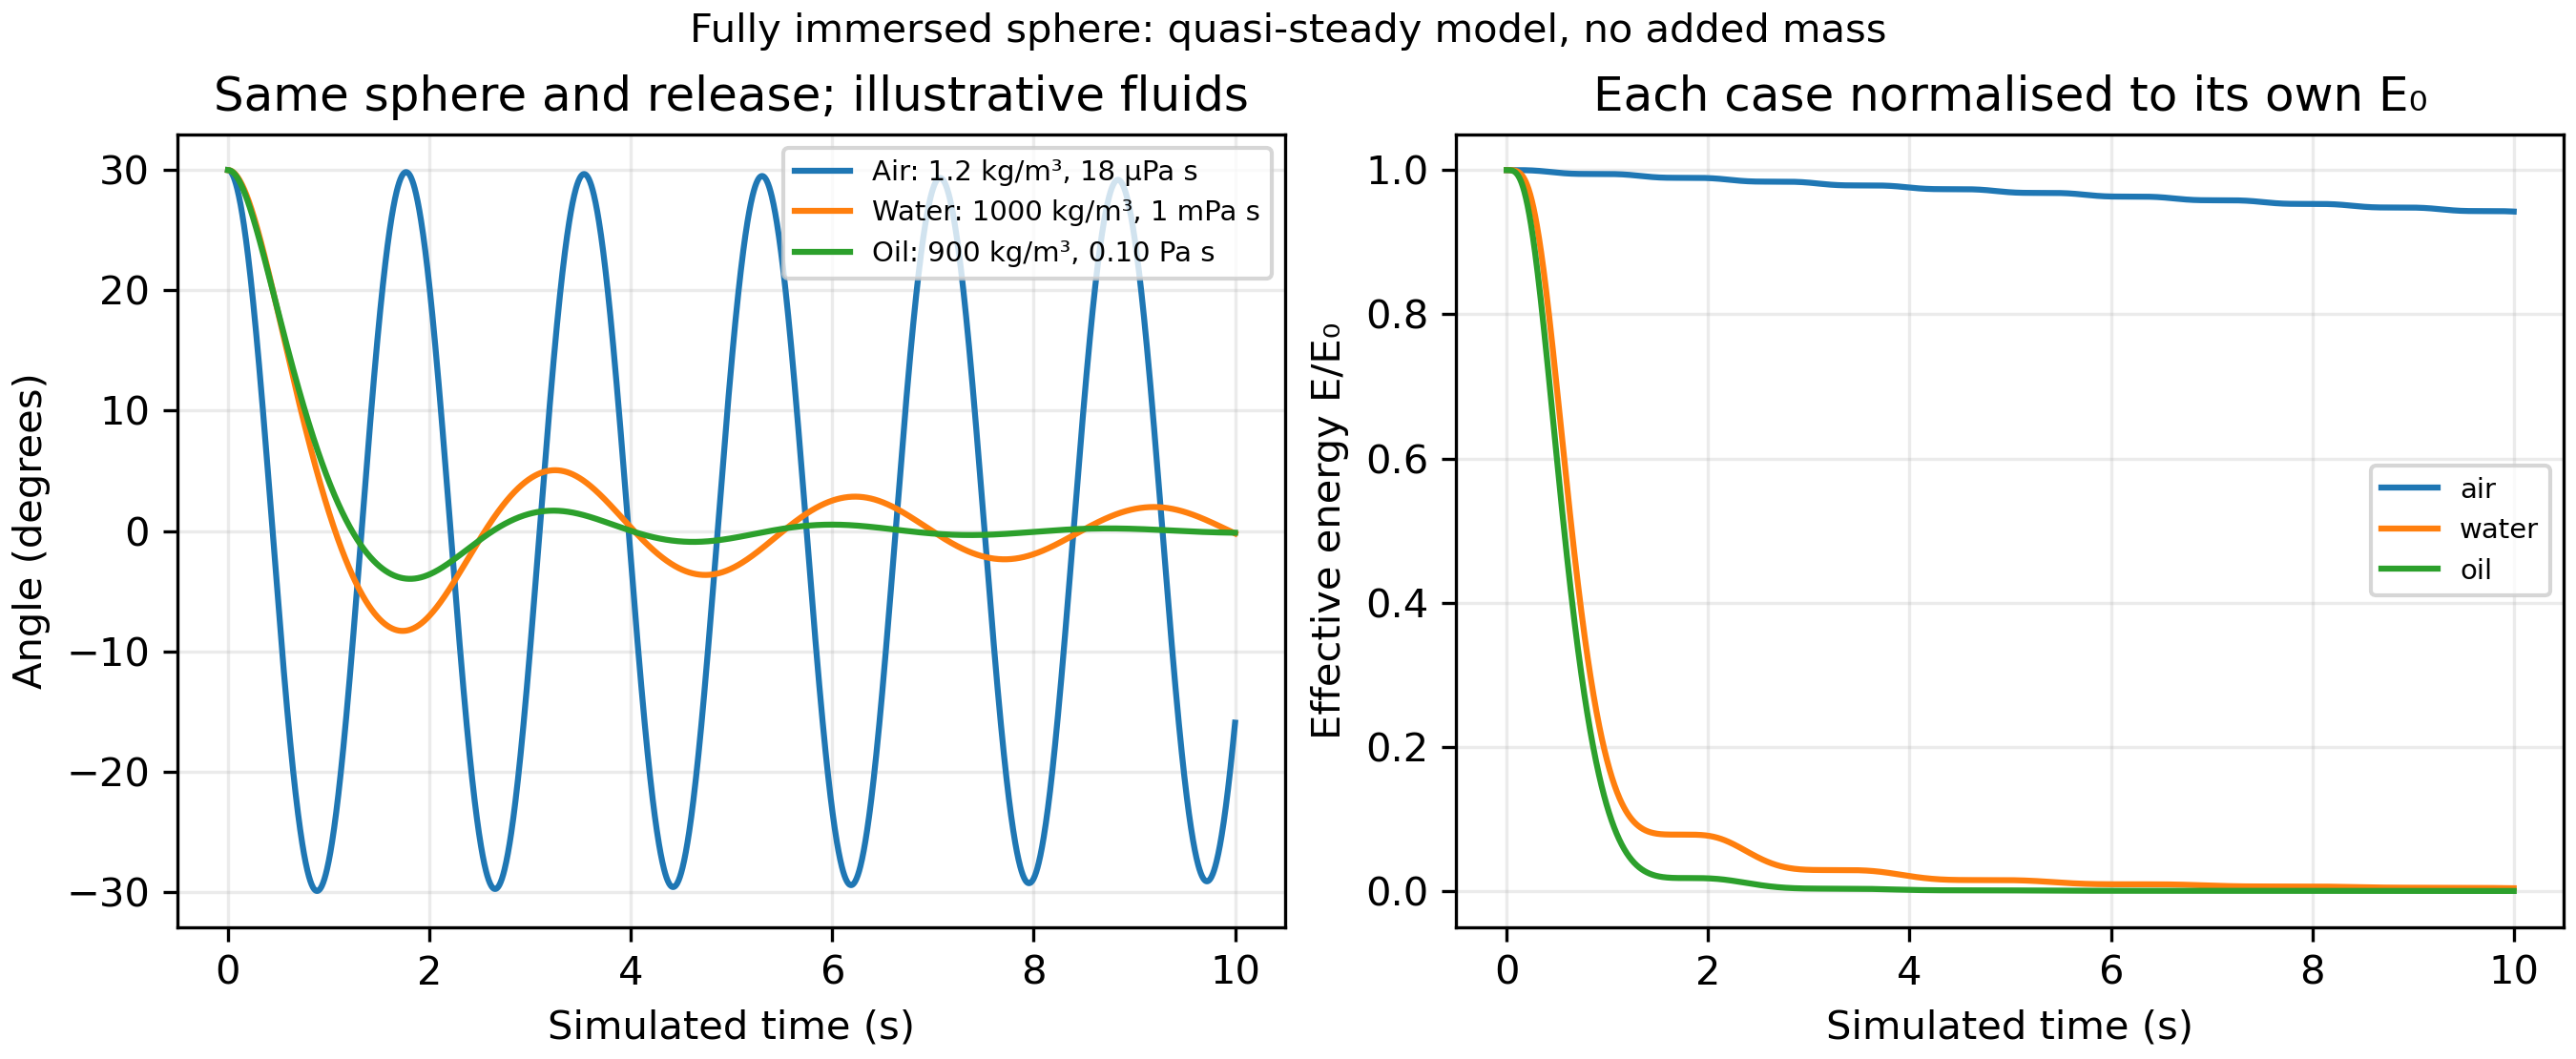 Fully immersed sphere: quasi-steady model, no added mass
Same sphere and release; illustrative fluids
Angle (degrees)
30
20
10
0
−10
−20
−30
Air: 1.2 kg/m³, 18 µPa s
Water: 1000 kg/m³, 1 mPa s
Oil: 900 kg/m³, 0.10 Pa s
0 2 4 6 8 10
Simulated time (s)
Each case normalised to its own E₀
Effective energy E/E₀
1.0
0.8
0.6
0.4
0.2
0.0
air
water
oil
0 2 4 6 8 10
Simulated time (s)